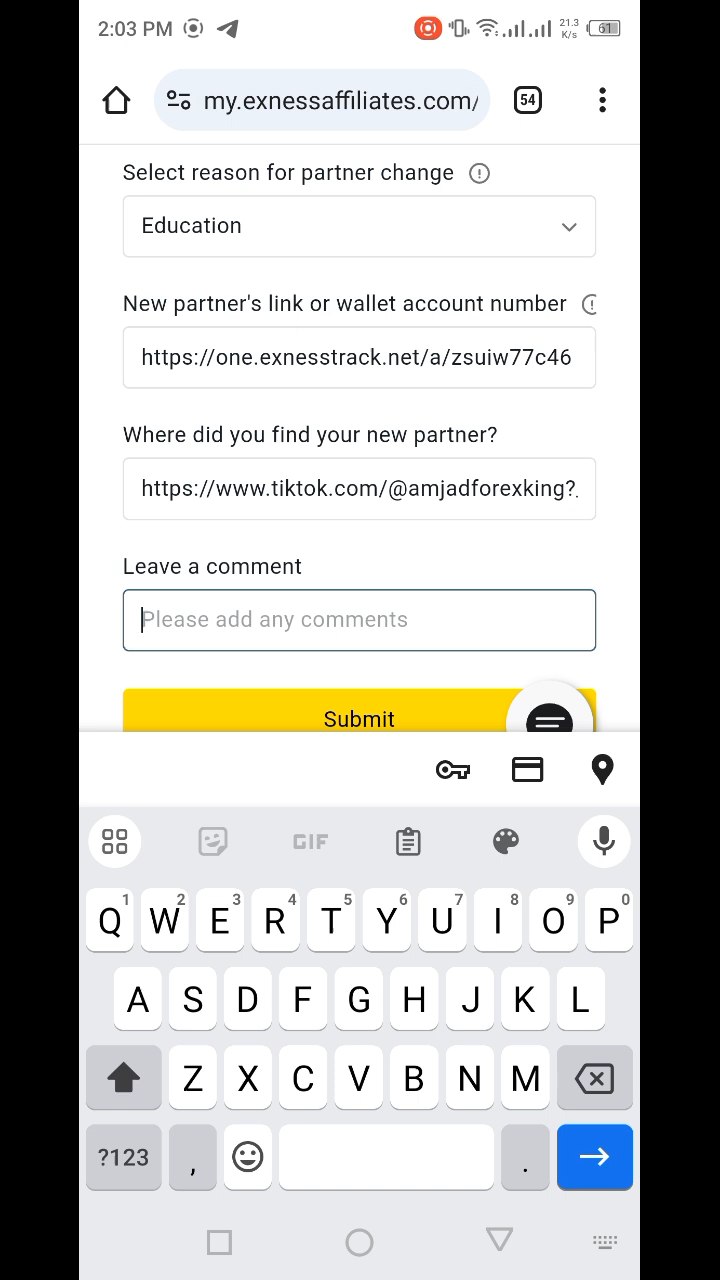 2:03 PM
21.3
K/s
61
my.exnessaffiliates.com/
54
Select reason for partner change
Education
New partner's link or wallet account number
https://one.exnesstrack.net/a/zsuiw77c46
Where did you find your new partner?
https://www.tiktok.com/@amjadforexking?
Leave a comment
Please add any comments
Submit
GIF
1 2 3 4 5 6 7 8 9 0
Q W E R T Y U I O P
A S D F G H J K L
Z X C V B N M
?123 , .